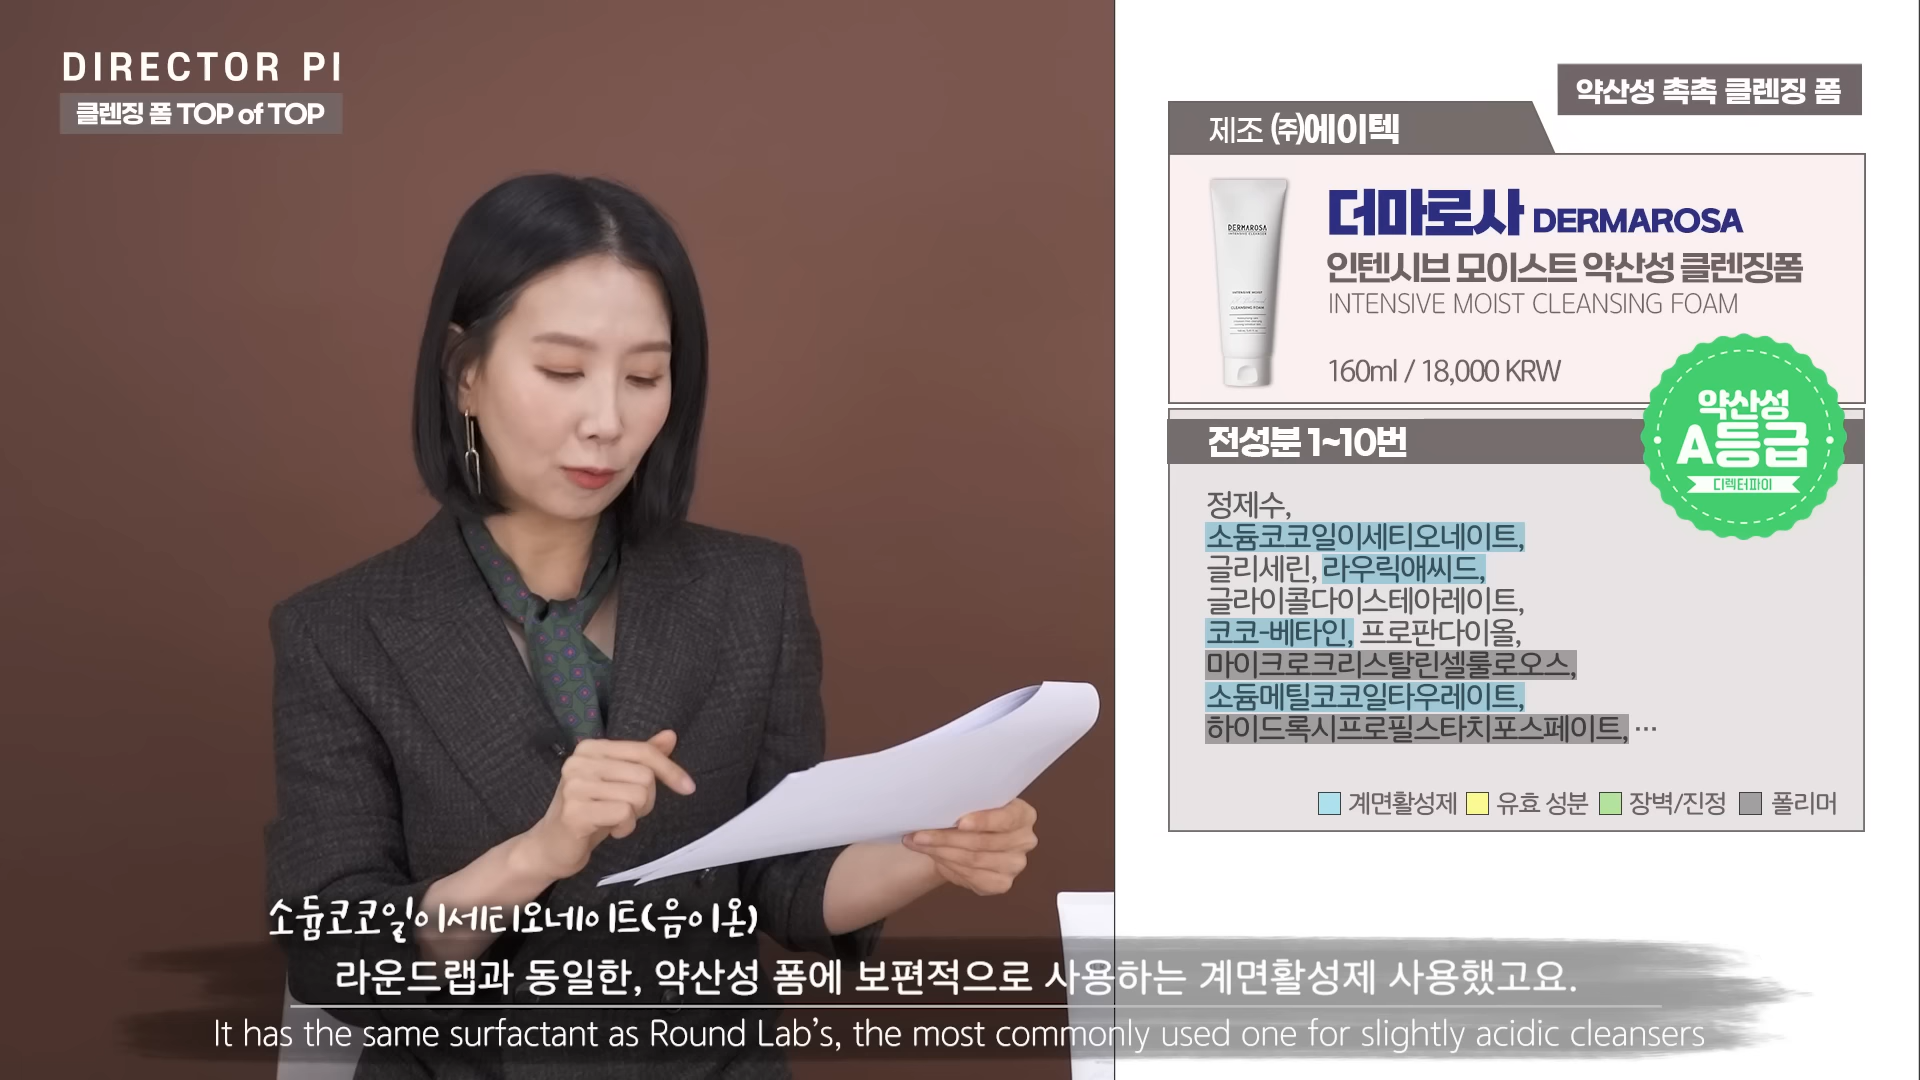 DIRECTOR PI
클렌징 폼 TOP of TOP
약산성 촉촉 클렌징 폼
제조 (주)에이텍
DERMAROSA
더마로사 DERMAROSA
인텐시브 모이스트 약산성 클렌징폼
INTENSIVE MOIST CLEANSING FOAM
160ml / 18,000 KRW
약산성
A등급
디렉터파이
전성분 1~10번
정제수,
소듐코코일이세티오네이트,
글리세린, 라우릭애씨드,
글라이콜다이스테아레이트,
코코-베타인, 프로판다이올,
마이크로크리스탈린셀룰로오스,
소듐메틸코코일타우레이트,
하이드록시프로필스타치포스페이트, ···
계면활성제 유효 성분 장벽/진정 폴리머
소듐코코일이세티오네이트(음이온)
라운드랩과 동일한, 약산성 폼에 보편적으로 사용하는 계면활성제 사용했고요.
It has the same surfactant as Round Lab's, the most commonly used one for slightly acidic cleansers